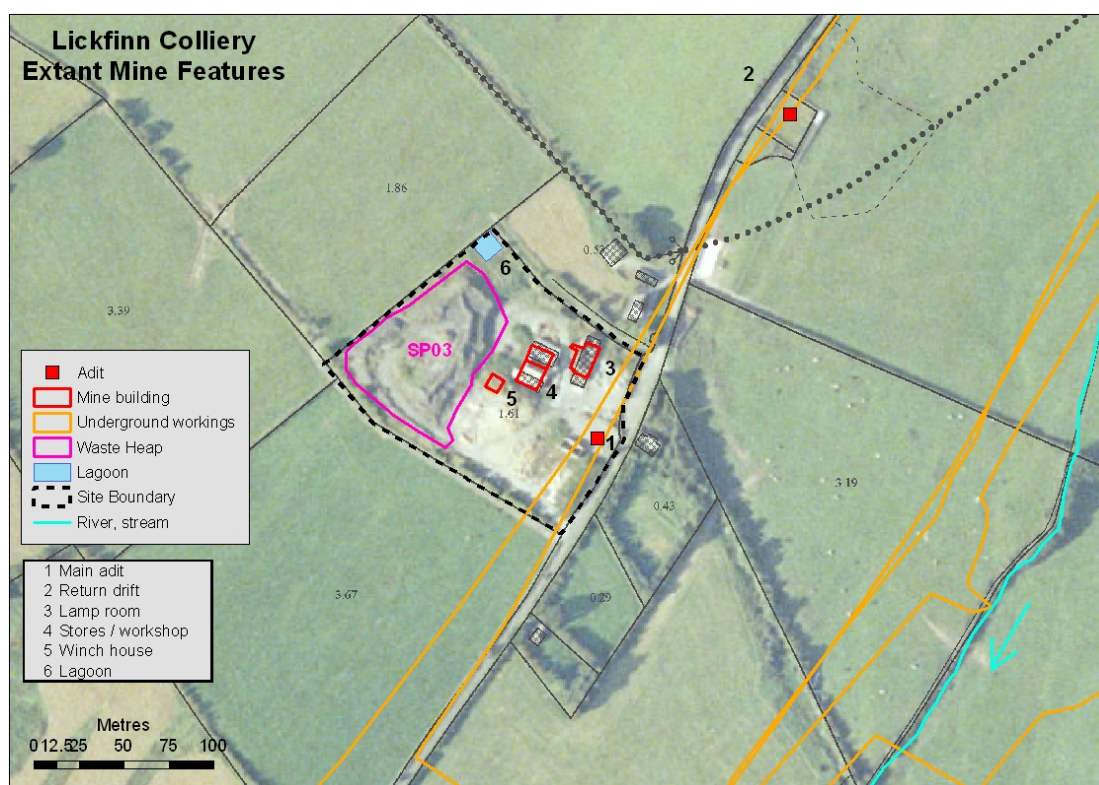 Lickfinn Colliery
Extant Mine Features
2
1.86
0.53
6
3.39
SP03
3
4
5
1.61
1
3.19
0.43
3.67
0.29
Adit
Mine building
Underground workings
Waste Heap
Lagoon
Site Boundary
River, stream
1 Main adit
2 Return drift
3 Lamp room
4 Stores / workshop
5 Winch house
6 Lagoon
Metres
0 12.5 25 50 75 100